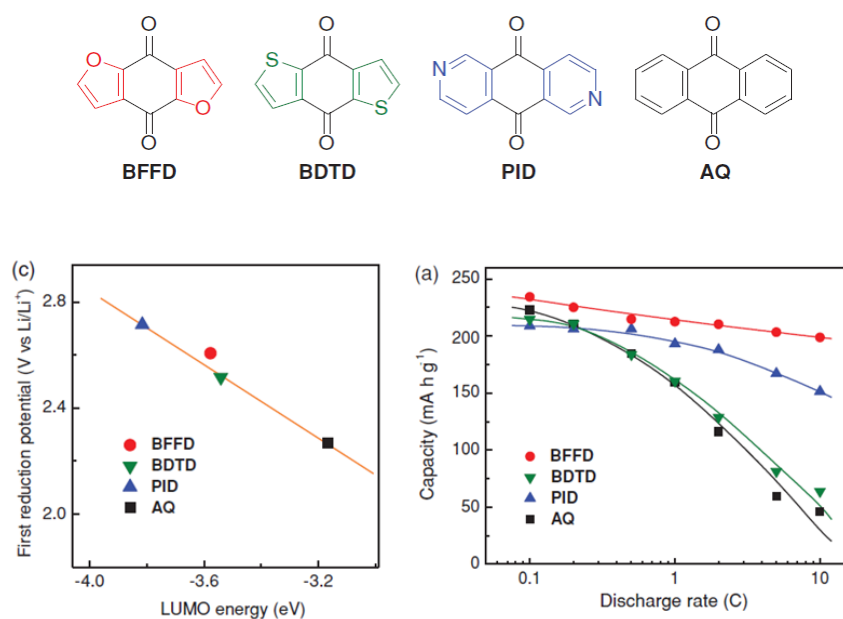 O O O O
O S N
O S N
O O O O
BFFD BDTD PID AQ
(c)
First reduction potential (V vs Li/Li⁺)
2.8
2.4
2.0
BFFD
BDTD
PID
AQ
-4.0 -3.6 -3.2
LUMO energy (eV)
(a)
Capacity (mA h g⁻¹)
250
200
150
100
50
0
BFFD
BDTD
PID
AQ
0.1 1 10
Discharge rate (C)